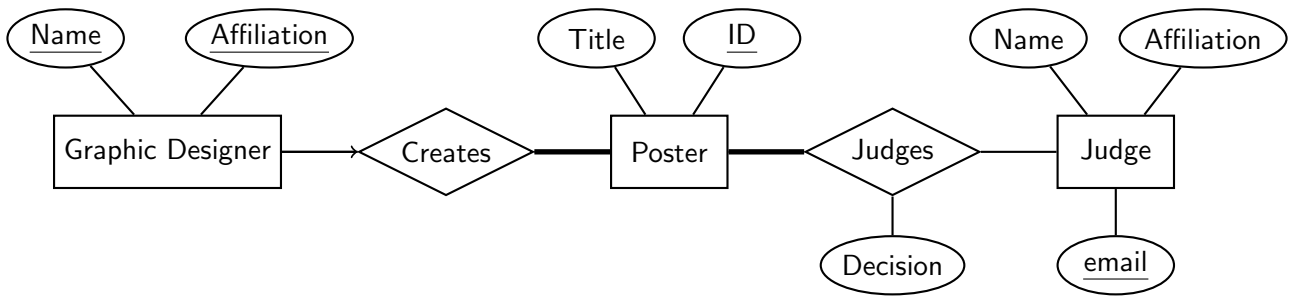 Name
Affiliation
Title
ID
Name
Affiliation
Graphic Designer
Creates
Poster
Judges
Judge
Decision
email